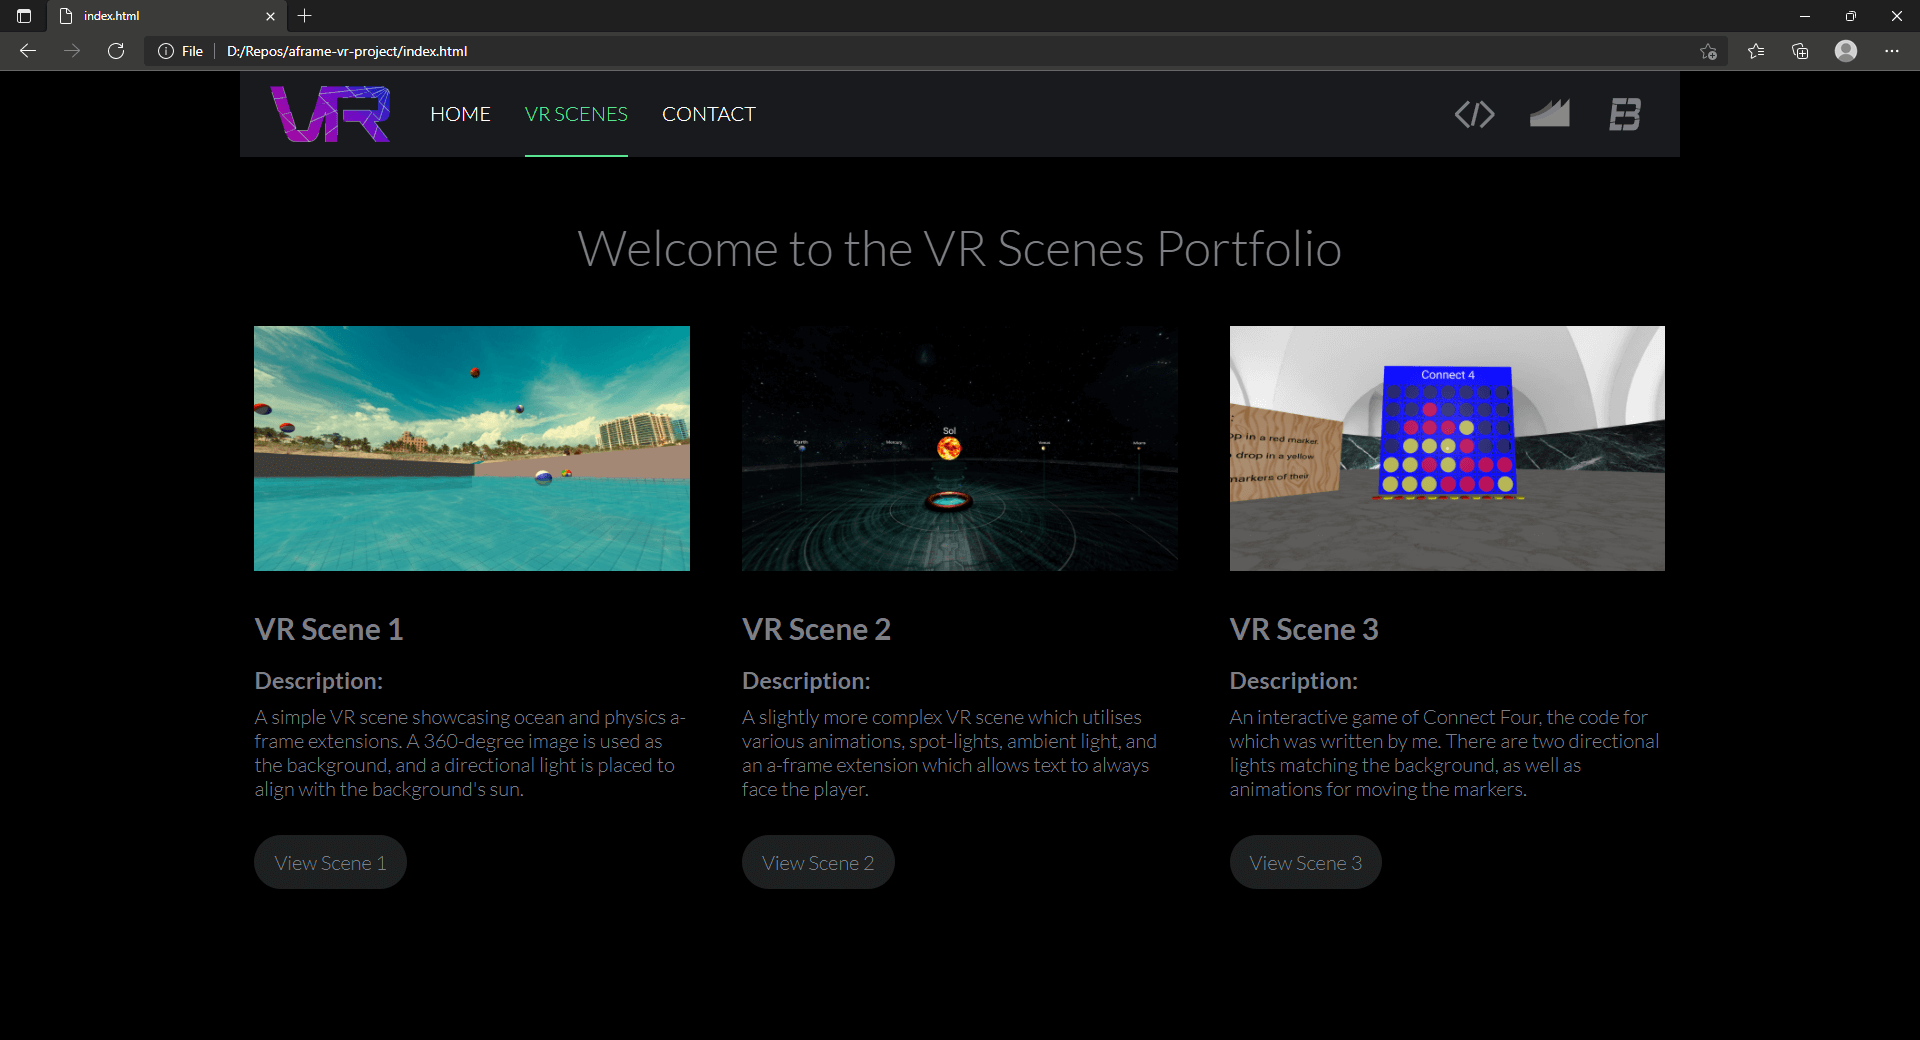 index.html
File
D:/Repos/aframe-vr-project/index.html
VR
HOME
VR SCENES
CONTACT
Welcome to the VR Scenes Portfolio
Earth
Mercury
Sol
Venus
Connect 4
op in a red marker
drop in a yellow
markers of their
VR Scene 1
Description:
A simple VR scene showcasing ocean and physics a-
frame extensions. A 360-degree image is used as
the background, and a directional light is placed to
align with the background's sun.
View Scene 1
VR Scene 2
Description:
A slightly more complex VR scene which utilises
various animations, spot-lights, ambient light, and
an a-frame extension which allows text to always
face the player.
View Scene 2
VR Scene 3
Description:
An interactive game of Connect Four, the code for
which was written by me. There are two directional
lights matching the background, as well as
animations for moving the markers.
View Scene 3